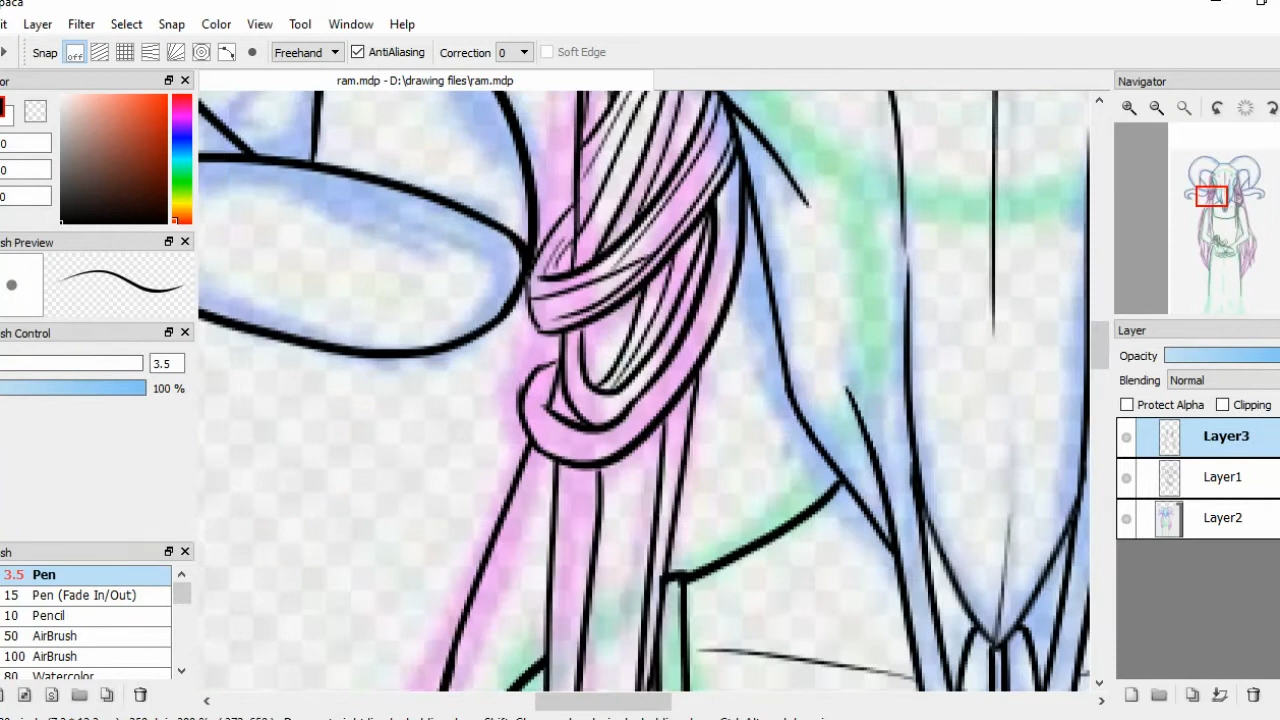 paca
it Layer Filter Select Snap Color View Tool Window Help
Snap off Freehand AntiAliasing Correction 0 Soft Edge
or
ram.mdp - D:\drawing files\ram.mdp
Navigator
0
0
0
sh Preview
sh Control
3.5
100 %
Layer
Opacity
Blending Normal
Protect Alpha Clipping
Layer3
Layer1
Layer2
sh
3.5 Pen
15 Pen (Fade In/Out)
10 Pencil
50 AirBrush
100 AirBrush
80 Watercolor